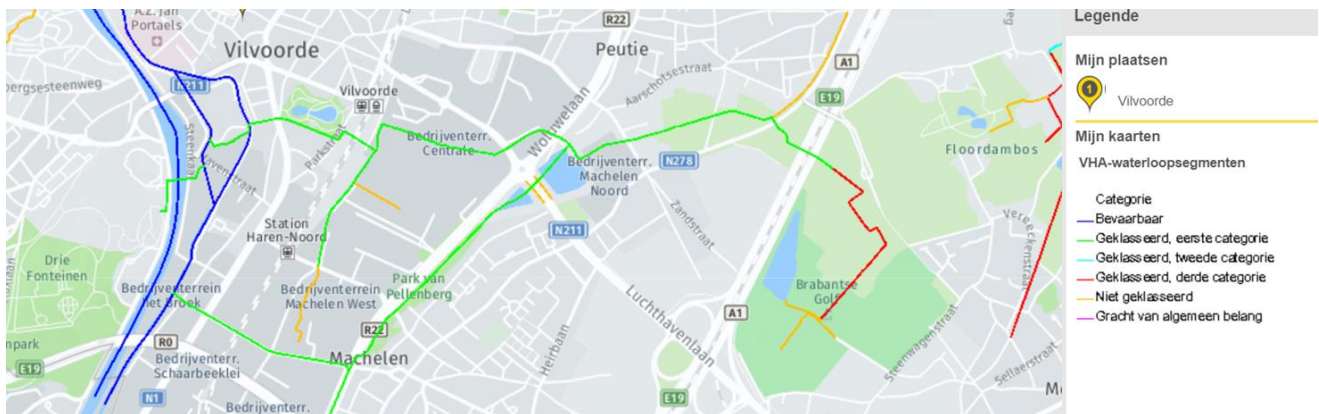 A.Z. Jan
Portaels
Vilvoorde
R22
Peutie
A1
N211
Vilvoorde
Aarschotsestraat
E19
Parkstraat
Bedrijventerr.
Centrale
Woluwelaan
Bedrijventerr.
Machelen
Noord
N278
Floordambos
Havenstraat
Station
Haren-Noord
N211
Zandstraat
Drie
Fonteinen
Bedrijventerrein
Het Broek
Bedrijventerrein
Machelen West
Park van
Pellenberg
Luchthavenlaan
Brabantse
Golf
Vereeckenstraat
A1
R22
R0
Machelen
Heirbaan
Steenwagenstraat
Sellaerstraat
E19
Bedrijventerr.
Schaarbeeklei
N1
Bedrijventerr.
E19
Legende
Mijn plaatsen
1
Vilvoorde
Mijn kaarten
VHA-waterloopsegmenten
Categorie
Bevaarbaar
Geklasseerd, eerste categorie
Geklasseerd, tweede categorie
Geklasseerd, derde categorie
Niet geklasseerd
Gracht van algemeen belang